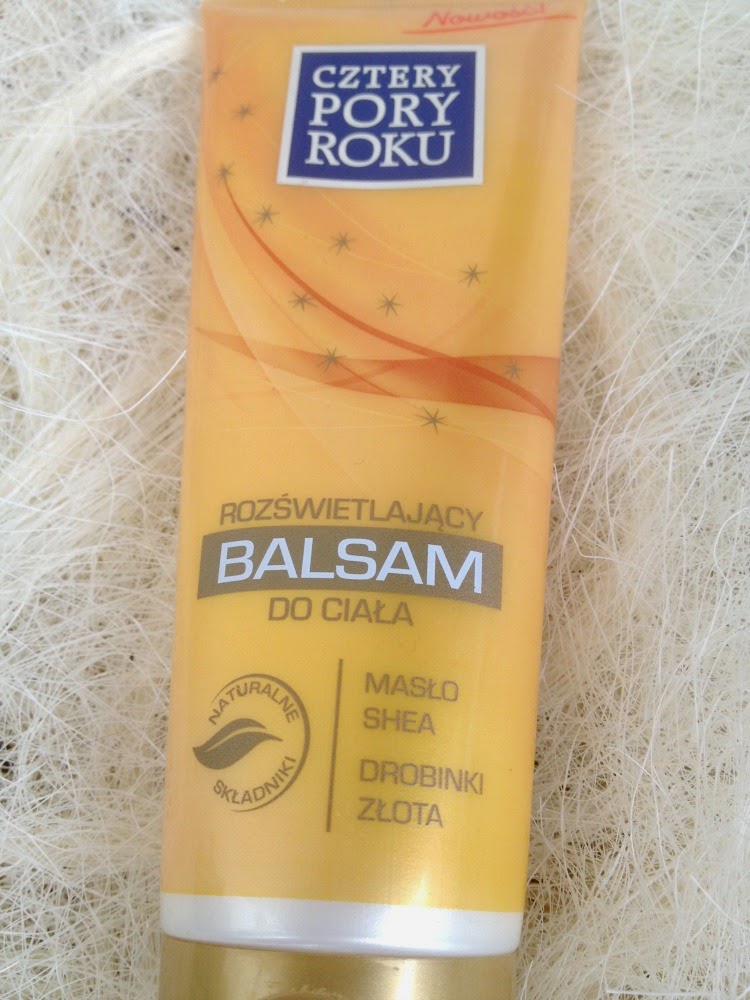 Nowość!
CZTERY
PORY
ROKU
ROZŚWIETLAJĄCY
BALSAM
DO CIAŁA
NATURALNE
SKŁADNIKI
MASŁO
SHEA
DROBINKI
ZŁOTA